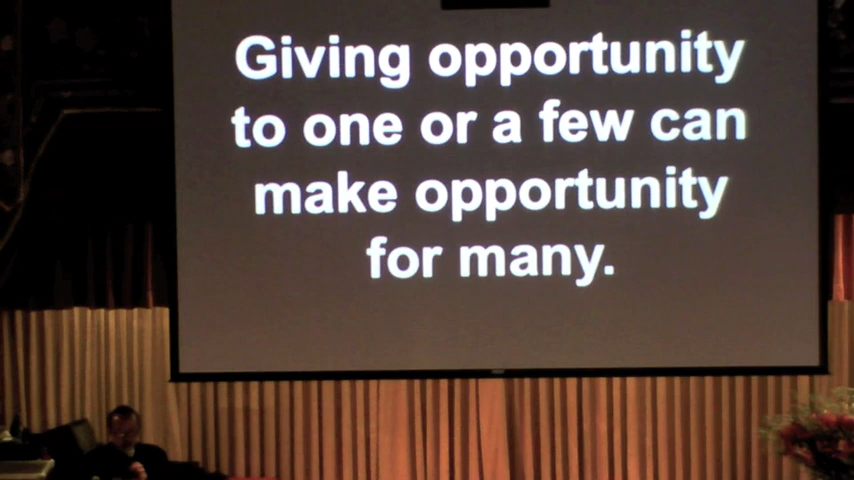 Giving opportunity
to one or a few can
make opportunity
for many.